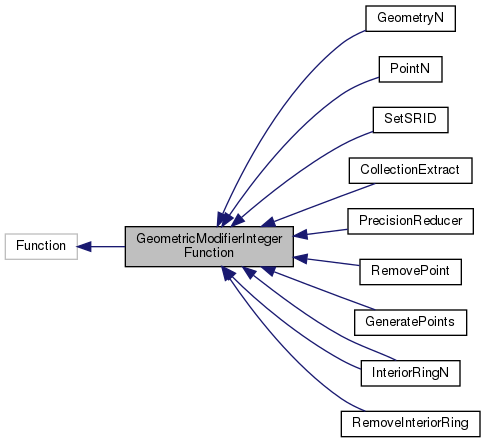 GeometryN
PointN
SetSRID
CollectionExtract
PrecisionReducer
GeometricModifierInteger
Function
Function
RemovePoint
GeneratePoints
InteriorRingN
RemoveInteriorRing